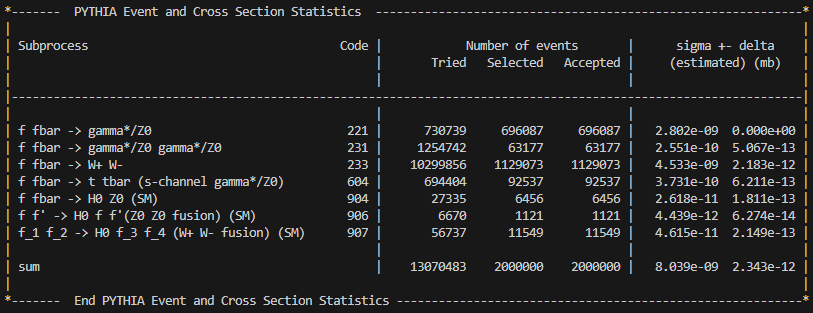 *-------  PYTHIA Event and Cross Section Statistics  -------------------------------------------------------------*
|                                                                                                                 |
| Subprocess                                    Code |            Number of events       |      sigma +- delta    |
|                                                    |       Tried   Selected   Accepted |     (estimated) (mb)   |
|                                                    |                                   |                        |
|-----------------------------------------------------------------------------------------------------------------|
|                                                    |                                   |                        |
| f fbar -> gamma*/Z0                            221 |      730739     696087     696087 |   2.802e-09  0.000e+00 |
| f fbar -> gamma*/Z0 gamma*/Z0                  231 |     1254742      63177      63177 |   2.551e-10  5.067e-13 |
| f fbar -> W+ W-                                233 |    10299856    1129073    1129073 |   4.533e-09  2.183e-12 |
| f fbar -> t tbar (s-channel gamma*/Z0)         604 |      694404      92537      92537 |   3.731e-10  6.211e-13 |
| f fbar -> H0 Z0 (SM)                           904 |       27335       6456       6456 |   2.618e-11  1.811e-13 |
| f f' -> H0 f f'(Z0 Z0 fusion) (SM)             906 |        6670       1121       1121 |   4.439e-12  6.274e-14 |
| f_1 f_2 -> H0 f_3 f_4 (W+ W- fusion) (SM)      907 |       56737      11549      11549 |   4.615e-11  2.149e-13 |
|                                                    |                                   |                        |
| sum                                                |    13070483    2000000    2000000 |   8.039e-09  2.343e-12 |
|                                                                                                                 |
*-------  End PYTHIA Event and Cross Section Statistics ----------------------------------------------------------*